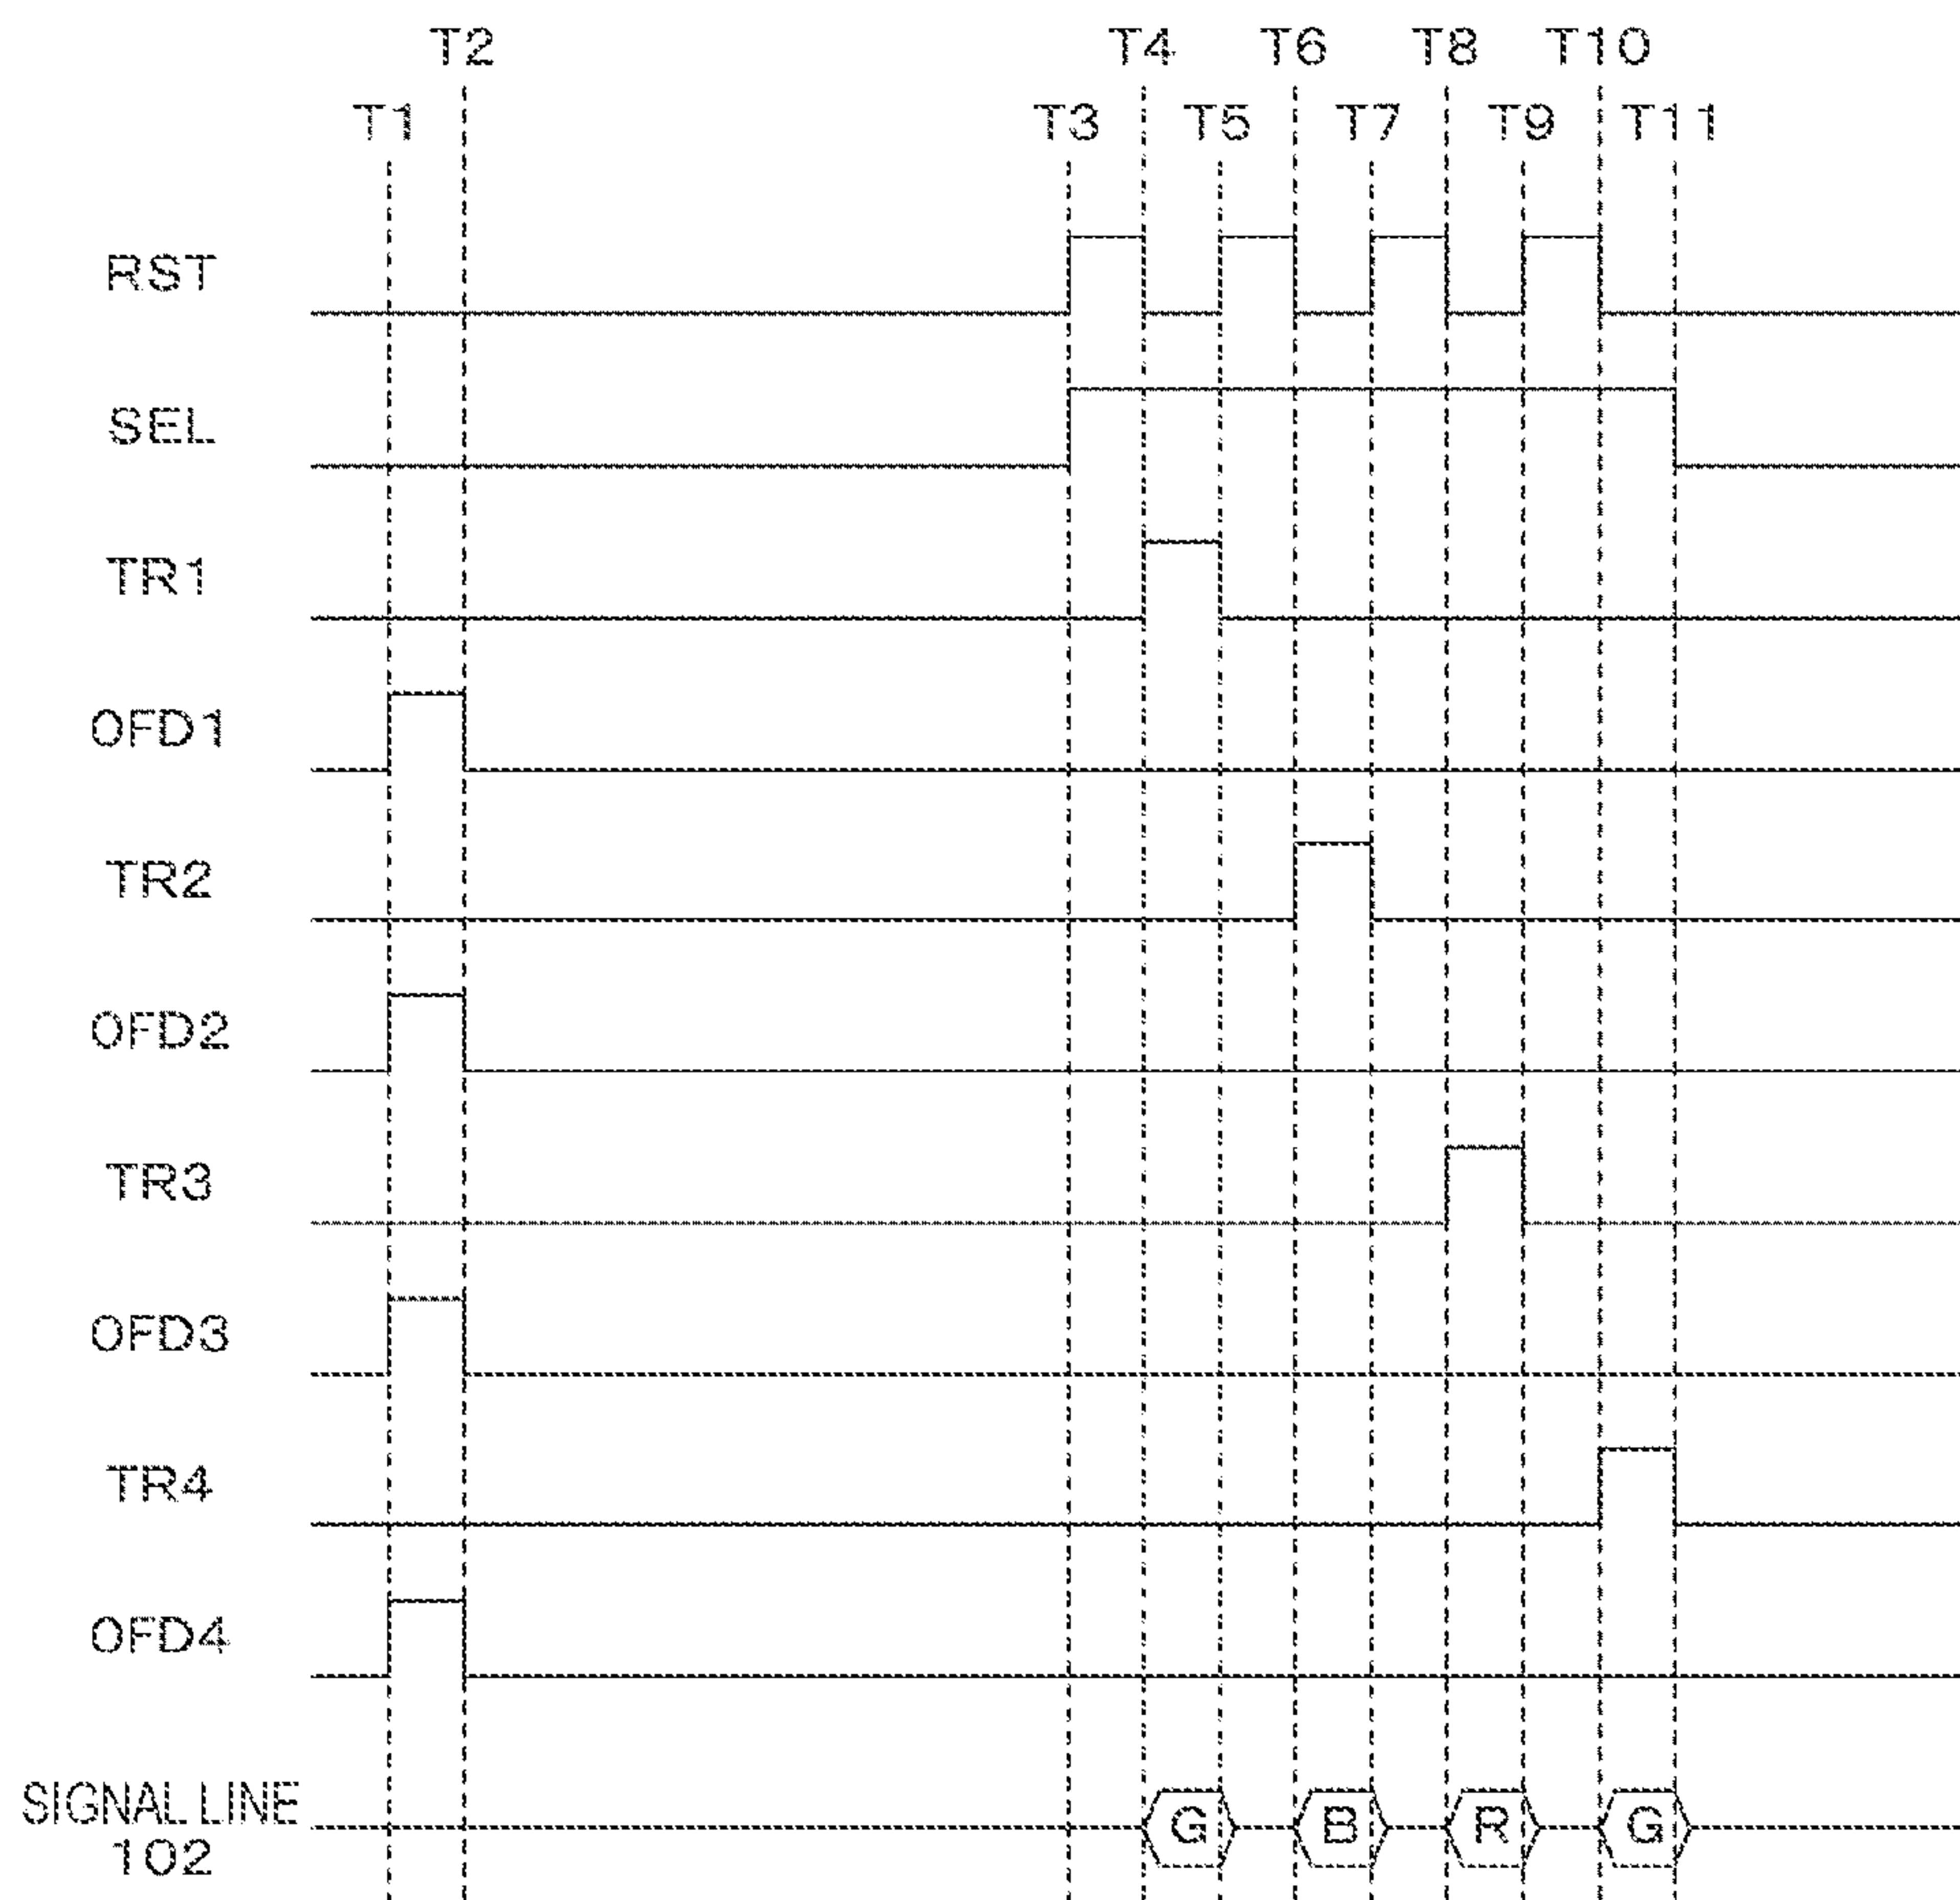 T2 T4 T6 T8 T10
T1 T3 T5 T7 T9 T11
RST
SEL
TR1
OFD1
TR2
OFD2
TR3
OFD3
TR4
OFD4
SIGNAL LINE
102
G B R G